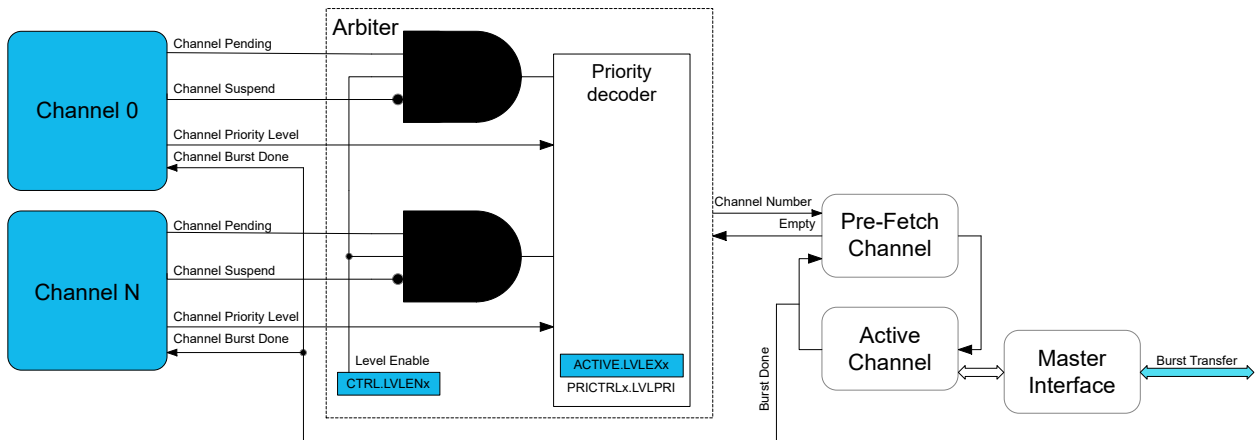 Arbiter
Channel Pending
Channel 0
Channel Suspend
Channel Priority Level
Channel Burst Done
Priority
decoder
Channel Pending
Channel N
Channel Suspend
Channel Priority Level
Channel Burst Done
Level Enable
CTRL.LVLENx
ACTIVE.LVLEXx
PRICTRLx.LVLPRI
Channel Number
Empty
Pre-Fetch
Channel
Active
Channel
Burst Done
Master
Interface
Burst Transfer